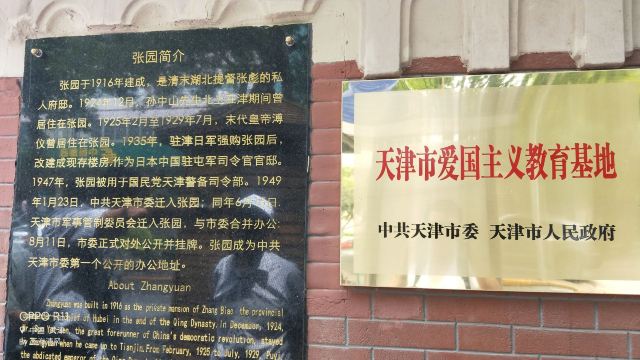 张园简介
张园于1916年建成，是清末湖北提督张彪的私
人府邸。1924年12月，孙中山先生北上在津期间曾
居住在张园。1925年2月至1929年7月，末代皇帝溥
仪曾居住在张园。1935年，驻津日军强购张园后，
改建成现存楼房，作为日本中国驻屯军司令官官邸。
1947年，张园被用于国民党天津警备司令部。1949
年1月23日，中共天津市委迁入张园；同年6月
天津市军事管制委员会迁入张园，与市委合并办公；
8月11日，市委正式对外公开并挂牌。张园成为中共
天津市委第一个公开的办公地址。
About Zhangyuan
Zhangyuan was built in 1916 as the private mansion of Zhang Biao, the provincial
of Hubei in the end of the Qing Dynasty. In December, 1924,
Sun Yat-sen, the great forerunner of China's democratic revolution, stayed
Zhangyuan when he came up to Tianjin. From February, 1925 to July, 1929, Puyi,
the abdicated emperor of the Qing
OPPO R11
天津市爱国主义教育基地
中共天津市委 天津市人民政府